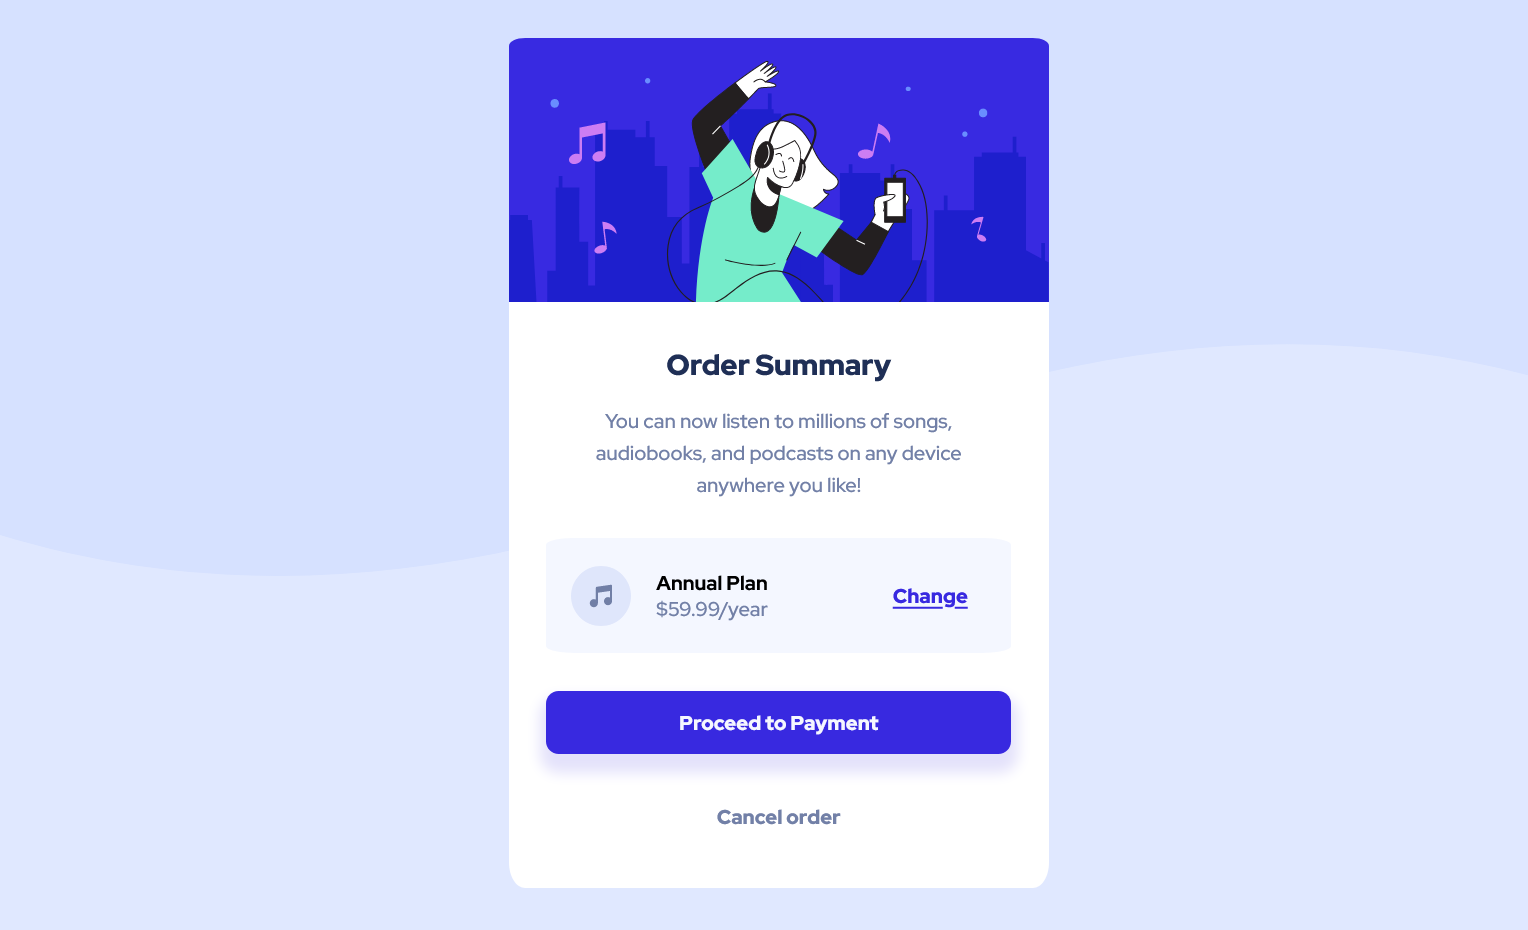 Order Summary
You can now listen to millions of songs,
audiobooks, and podcasts on any device
anywhere you like!
Annual Plan
$59.99/year
Change
Proceed to Payment
Cancel order